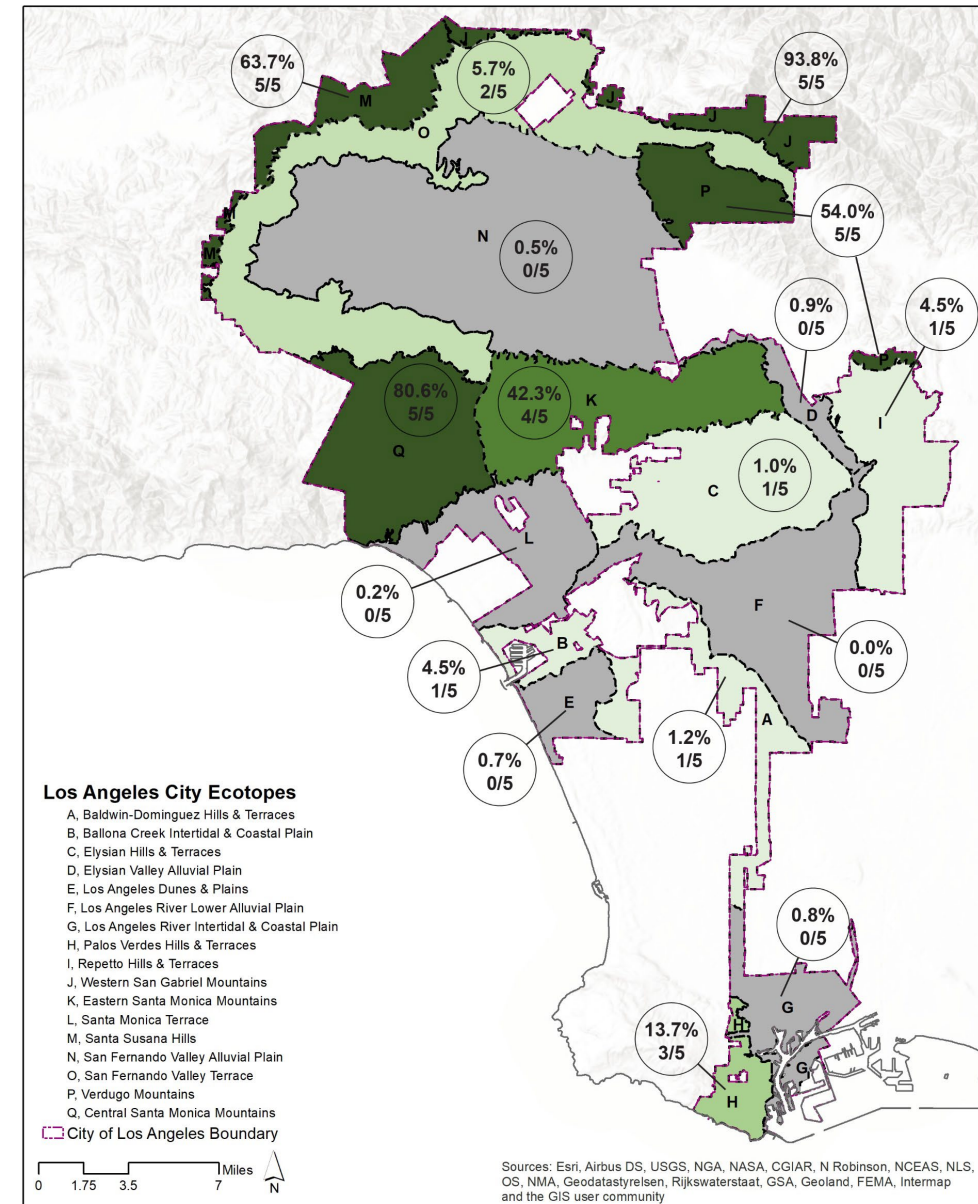 63.7%
5/5
5.7%
2/5
93.8%
5/5
J
J
J
J
M
O
P
54.0%
5/5
M
N
0.5%
0/5
M
0.9%
0/5
4.5%
1/5
P
80.6%
5/5
42.3%
4/5
K
D
I
Q
C
1.0%
1/5
K
L
0.2%
0/5
F
B
0.0%
0/5
4.5%
1/5
E
A
1.2%
1/5
0.7%
0/5
Los Angeles City Ecotopes
A, Baldwin-Dominguez Hills & Terraces
B, Ballona Creek Intertidal & Coastal Plain
C, Elysian Hills & Terraces
D, Elysian Valley Alluvial Plain
E, Los Angeles Dunes & Plains
F, Los Angeles River Lower Alluvial Plain
G, Los Angeles River Intertidal & Coastal Plain
H, Palos Verdes Hills & Terraces
I, Repetto Hills & Terraces
J, Western San Gabriel Mountains
K, Eastern Santa Monica Mountains
L, Santa Monica Terrace
M, Santa Susana Hills
N, San Fernando Valley Alluvial Plain
O, San Fernando Valley Terrace
P, Verdugo Mountains
Q, Central Santa Monica Mountains
City of Los Angeles Boundary
0.8%
0/5
G
H
13.7%
3/5
G
H
Miles
0 1.75 3.5 7
N
Sources: Esri, Airbus DS, USGS, NGA, NASA, CGIAR, N Robinson, NCEAS, NLS,
OS, NMA, Geodatastyrelsen, Rijkswaterstaat, GSA, Geoland, FEMA, Intermap
and the GIS user community